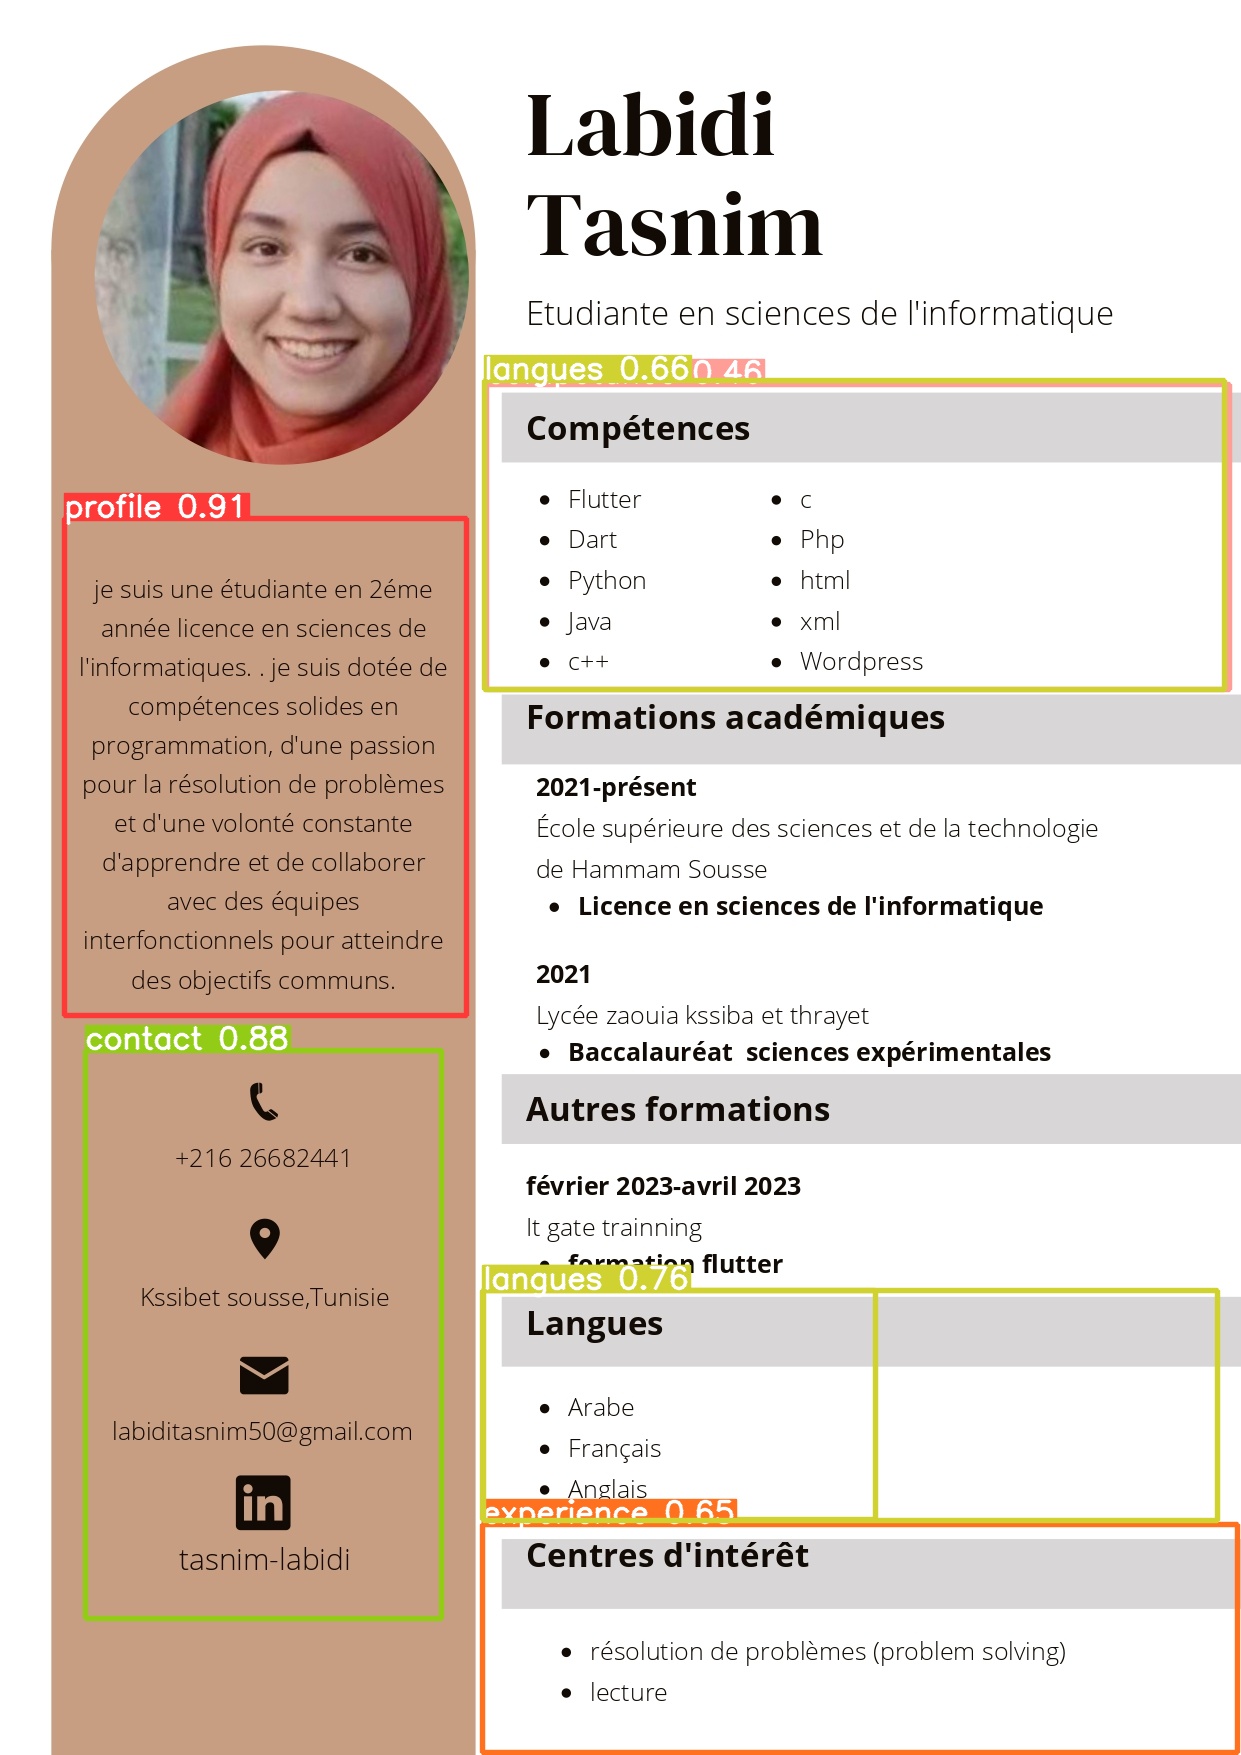 Labidi
Tasnim
Etudiante en sciences de l'informatique
profile 0.91
je suis une étudiante en 2éme
année licence en sciences de
l'informatiques. . je suis dotée de
compétences solides en
programmation, d'une passion
pour la résolution de problèmes
et d'une volonté constante
d'apprendre et de collaborer
avec des équipes
interfonctionnels pour atteindre
des objectifs communs.
contact 0.88
+216 26682441
Kssibet sousse,Tunisie
labiditasnim50@gmail.com
in
tasnim-labidi
langues 0.66 0.46
Compétences
• Flutter
• Dart
• Python
• Java
• c++
• c
• Php
• html
• xml
• Wordpress
Formations académiques
2021-présent
École supérieure des sciences et de la technologie
de Hammam Sousse
• Licence en sciences de l'informatique
2021
Lycée zaouia kssiba et thrayet
• Baccalauréat sciences expérimentales
Autres formations
février 2023-avril 2023
It gate trainning
• formation flutter
langues 0.76
Langues
• Arabe
• Français
• Anglais
experience 0.65
Centres d'intérêt
• résolution de problèmes (problem solving)
• lecture